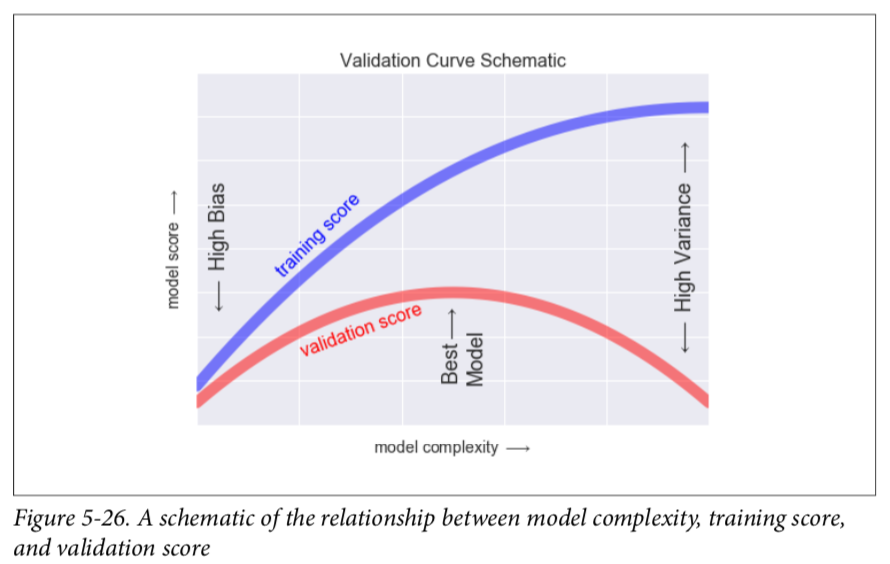 Validation Curve Schematic
model score ⟶
⟵ High Bias
training score
validation score
Best ⟶
Model
⟵ High Variance ⟶
model complexity ⟶
Figure 5-26. A schematic of the relationship between model complexity, training score,
and validation score